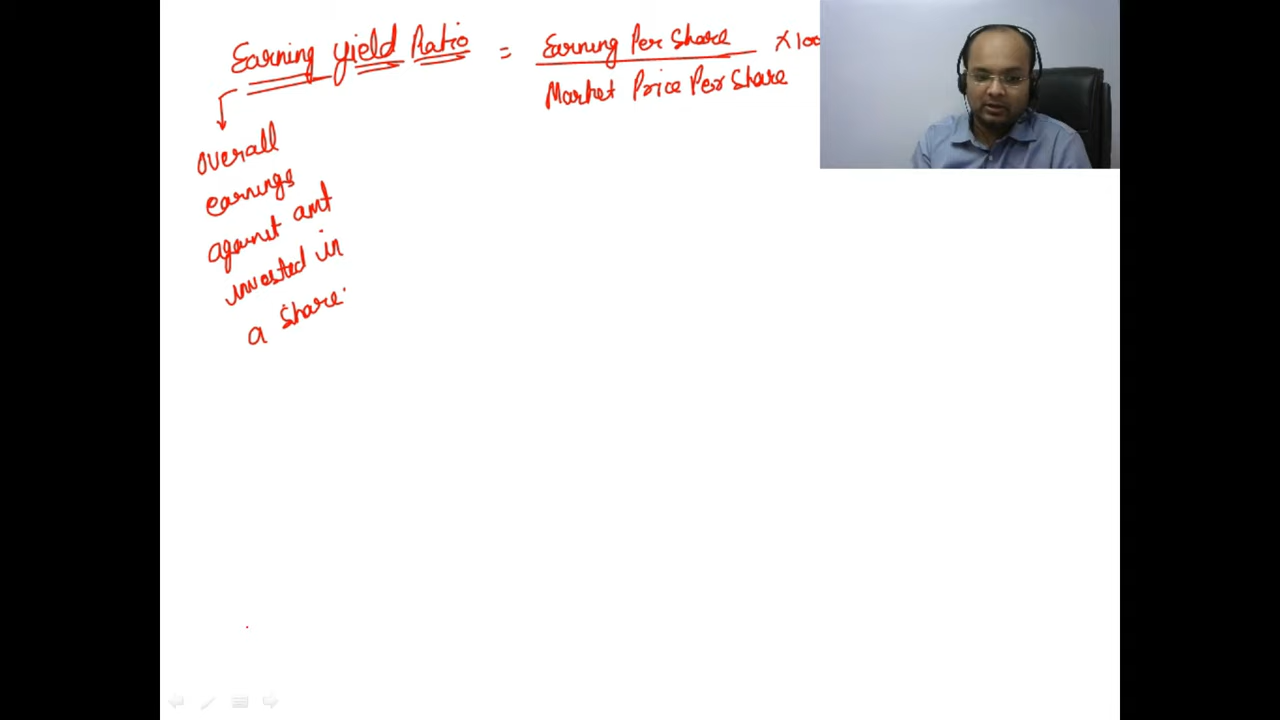 Earning Yield Ratio = Earning Per Share × 100
Market Price Per Share
overall
earnings
against amt
invested in
a share.